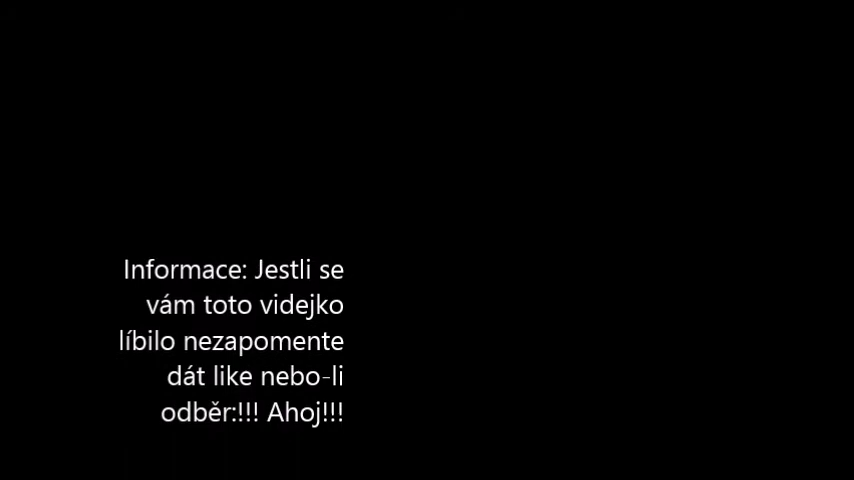 Informace: Jestli se
vám toto videjko
líbilo nezapomente
dát like nebo-li
odběr:!!! Ahoj!!!